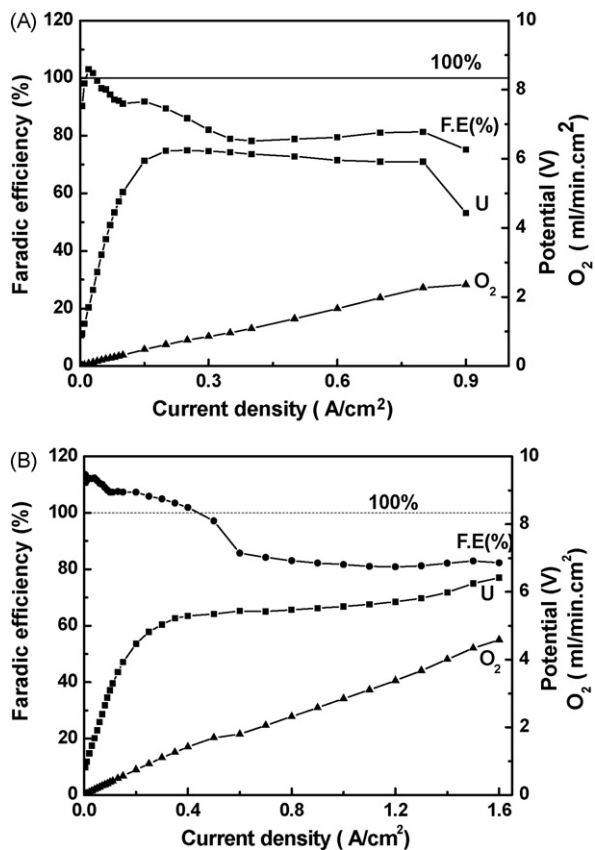 (A)
120
100
80
60
40
20
0
Faradic efficiency (%)
10
8
6
4
2
0
Potential (V)
O₂ ( ml/min.cm²
100%
F.E(%)
U
O₂
0.0 0.3 0.6 0.9
Current density ( A/cm²)
(B)
120
100
80
60
40
20
0
Faradic efficiency (%)
10
8
6
4
2
0
Potential (V)
O₂ ( ml/min.cm²)
100%
F.E(%)
U
O₂
0.0 0.4 0.8 1.2 1.6
Current density ( A/cm²)